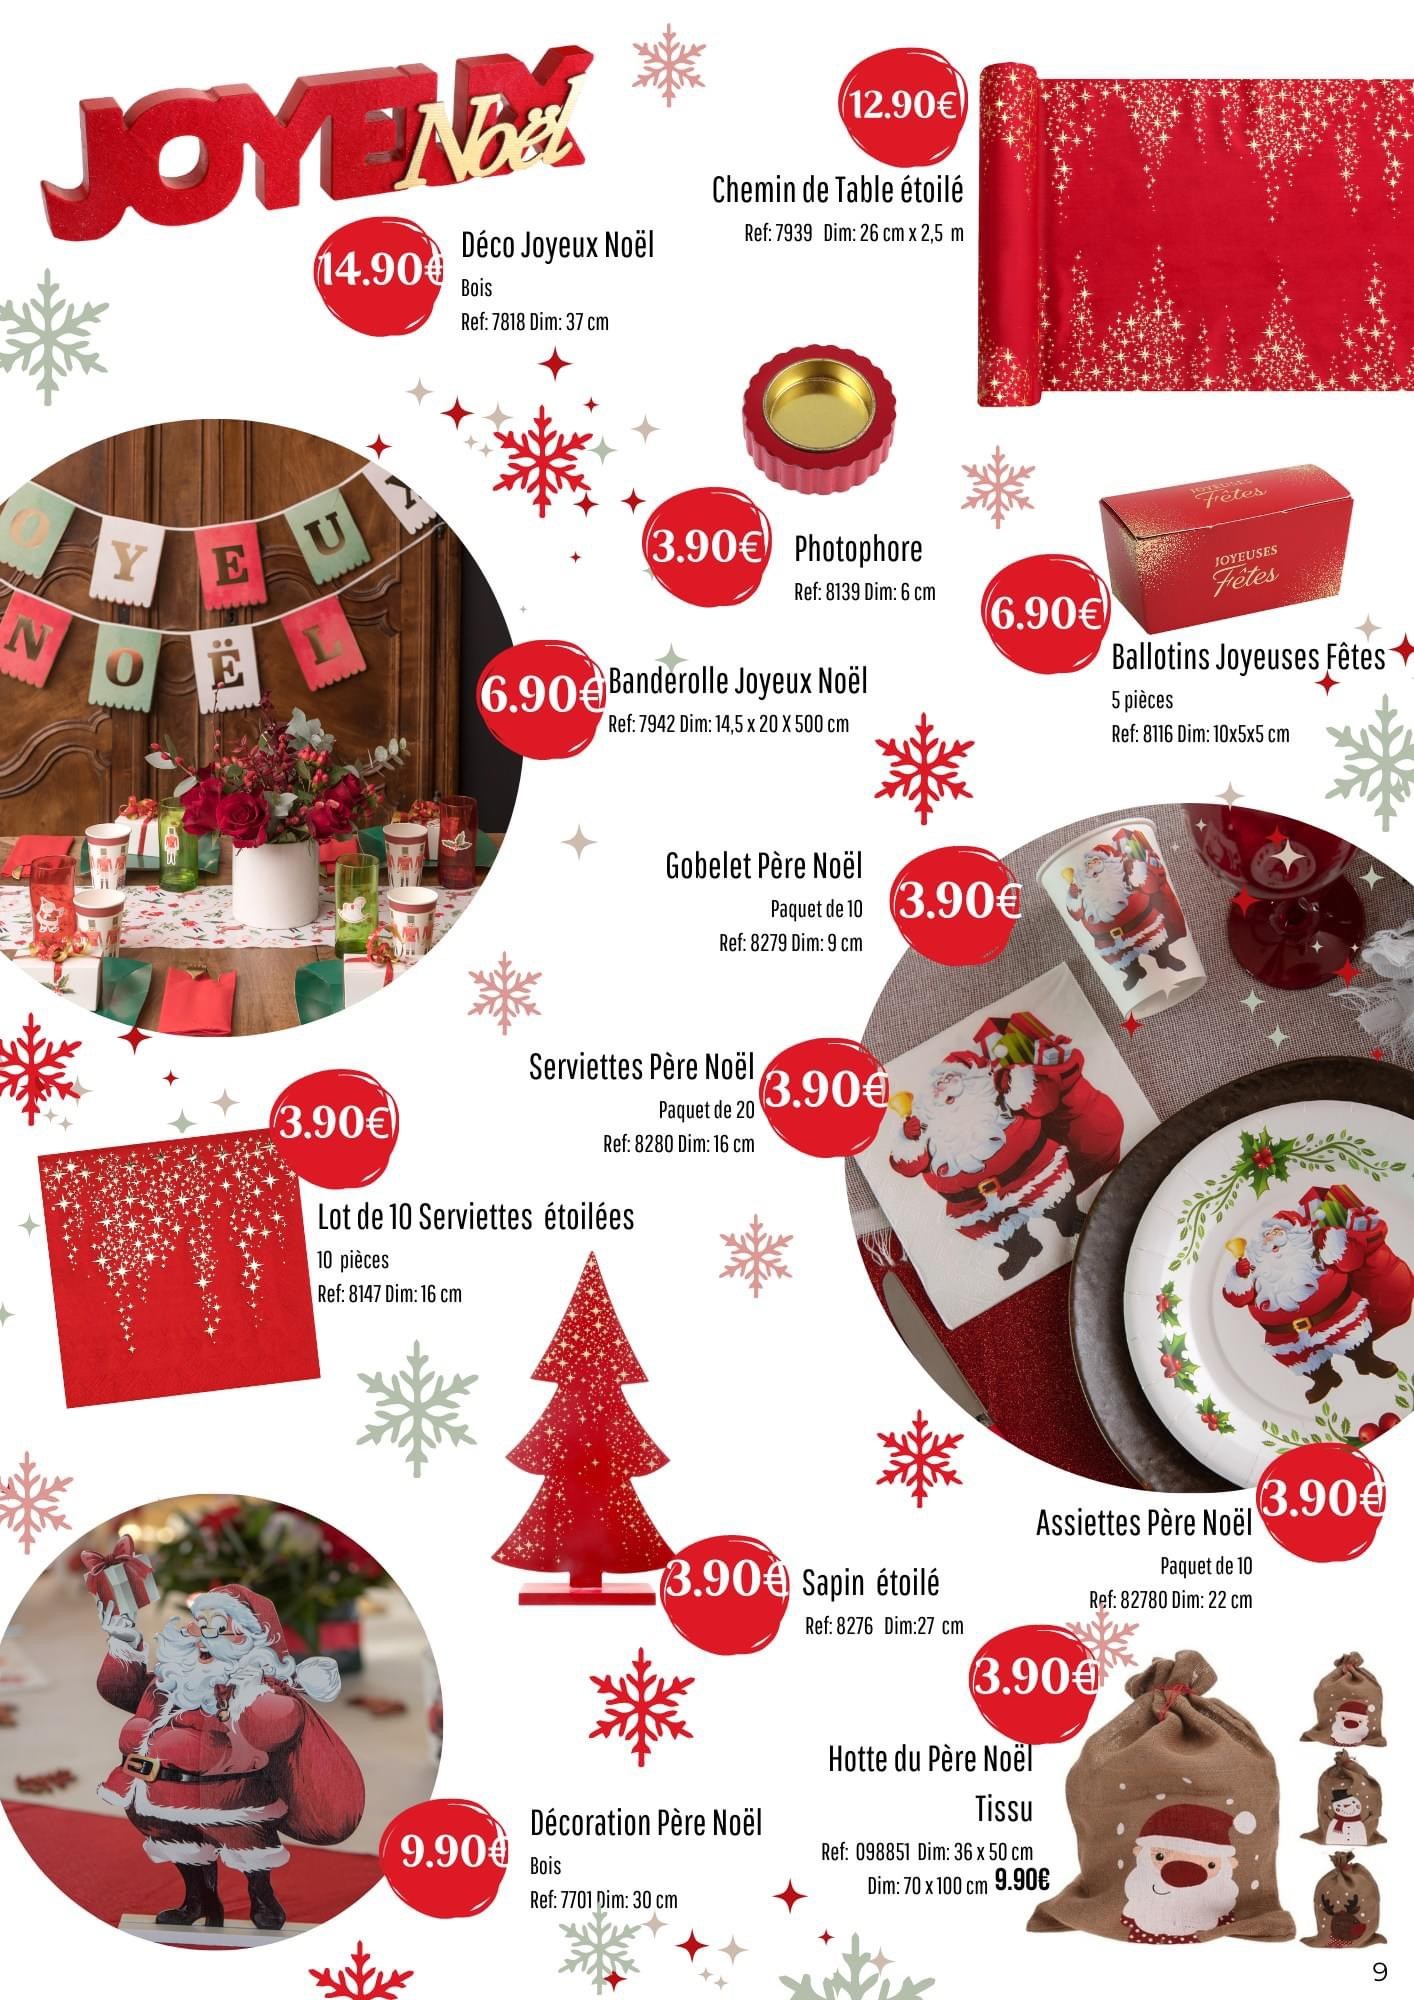 JOYEUX
Noël
12.90€
Chemin de Table étoilé
Ref: 7939 Dim: 26 cm x 2,5 m
14.90€
Déco Joyeux Noël
Bois
Ref: 7818 Dim: 37 cm
OYEUX
NOËL
3.90€
Photophore
Ref: 8139 Dim: 6 cm
JOYEUSES
Fêtes
JOYEUSES
Fêtes
6.90€
Ballotins Joyeuses Fêtes
5 pièces
Ref: 8116 Dim: 10x5x5 cm
6.90€
Banderolle Joyeux Noël
Ref: 7942 Dim: 14,5 x 20 X 500 cm
Gobelet Père Noël
Paquet de 10
Ref: 8279 Dim: 9 cm
3.90€
Serviettes Père Noël
Paquet de 20
Ref: 8280 Dim: 16 cm
3.90€
3.90€
Lot de 10 Serviettes étoilées
10 pièces
Ref: 8147 Dim: 16 cm
3.90€
Assiettes Père Noël
Paquet de 10
Ref: 82780 Dim: 22 cm
3.90€
Sapin étoilé
Ref: 8276 Dim:27 cm
3.90€
Hotte du Père Noël
Tissu
Ref: 098851 Dim: 36 x 50 cm
Dim: 70 x 100 cm 9.90€
9.90€
Décoration Père Noël
Bois
Ref: 7701 Dim: 30 cm
9